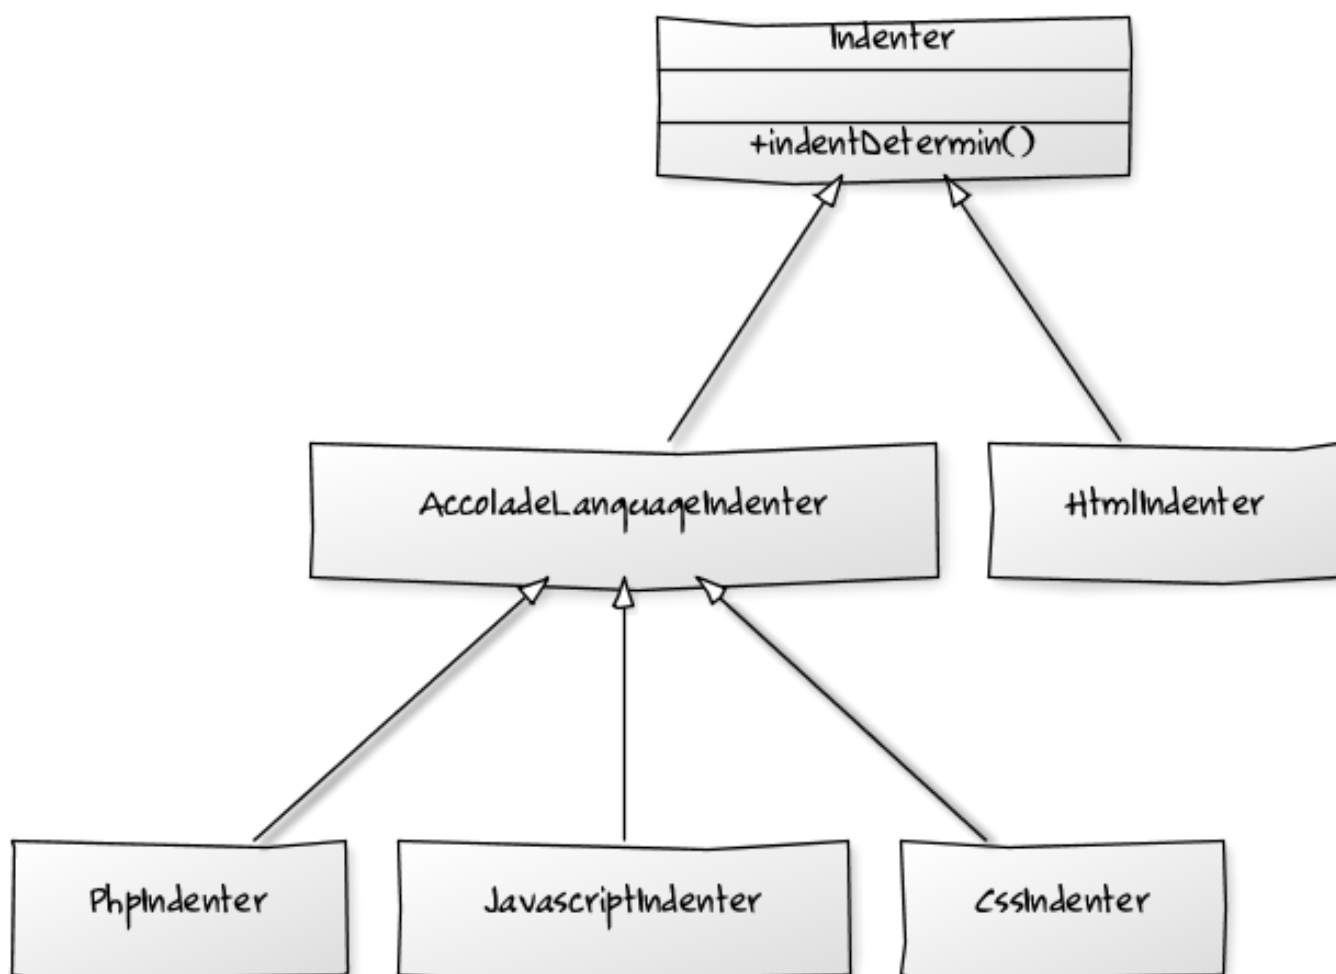 Indenter
+indentDetermin()
AccoladeLanguageIndenter
HtmlIndenter
PhpIndenter
JavascriptIndenter
CssIndenter